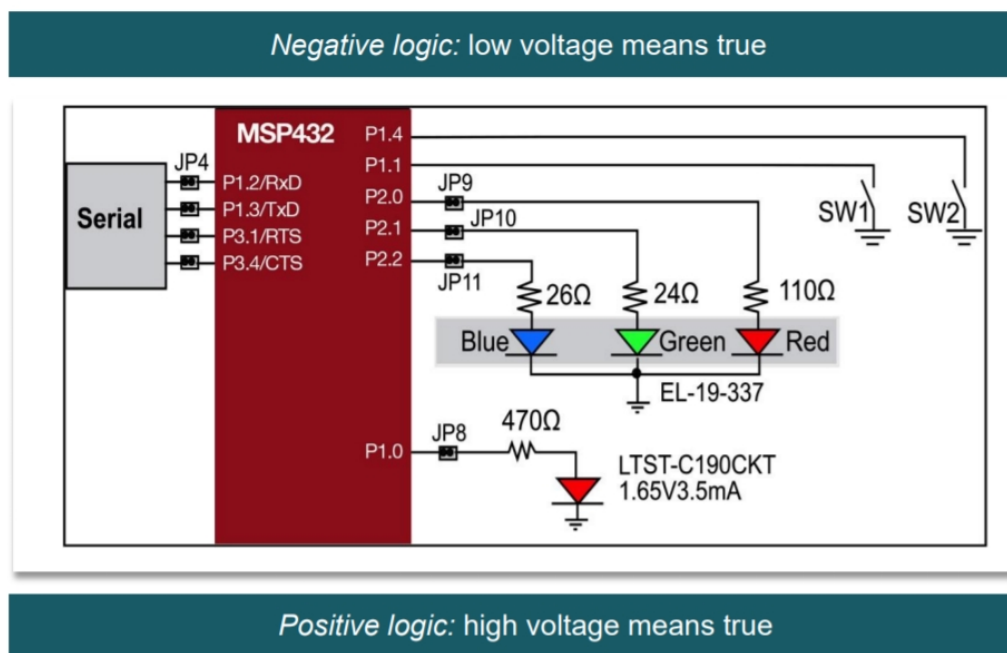 Negative logic: low voltage means true
MSP432
P1.4
P1.1
JP4
P1.2/RxD
P2.0
JP9
Serial
P1.3/TxD
P2.1
JP10
SW1
SW2
P3.1/RTS
P3.4/CTS
P2.2
JP11
26Ω
24Ω
110Ω
Blue
Green
Red
EL-19-337
P1.0
JP8
470Ω
LTST-C190CKT
1.65V3.5mA
Positive logic: high voltage means true